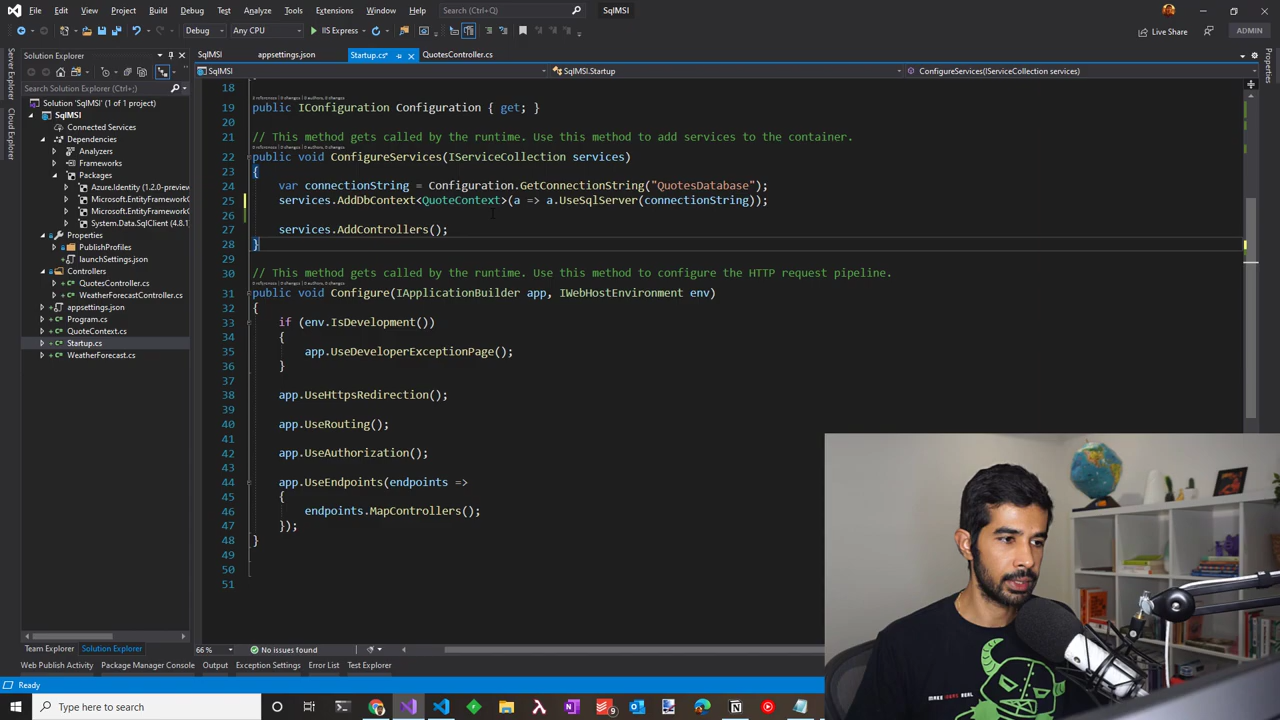 File Edit View Project Build Debug Test Analyze Tools Extensions Window Help Search (Ctrl+Q) SqlMSI
Debug Any CPU IIS Express Live Share ADMIN
Solution Explorer
SqlMSI appsettings.json Startup.cs* QuotesController.cs
SqlMSI SqlMSI.Startup ConfigureServices(IServiceCollection services)
Server Explorer
Cloud Explorer
Properties
Search Solution Explorer (Ctrl+;)
Solution 'SqlMSI' (1 of 1 project)
SqlMSI
Connected Services
Dependencies
Analyzers
Frameworks
Packages
Azure.Identity (1.2.0-preview
Microsoft.EntityFramework
Microsoft.EntityFramework
System.Data.SqlClient (4.8.1)
Properties
PublishProfiles
launchSettings.json
Controllers
QuotesController.cs
WeatherForecastController.cs
appsettings.json
Program.cs
QuoteContext.cs
Startup.cs
WeatherForecast.cs
Team Explorer Solution Explorer
18
19 public IConfiguration Configuration { get; }
20
21 // This method gets called by the runtime. Use this method to add services to the container.
22 public void ConfigureServices(IServiceCollection services)
23 {
24 var connectionString = Configuration.GetConnectionString("QuotesDatabase");
25 services.AddDbContext<QuoteContext>(a => a.UseSqlServer(connectionString));
26
27 services.AddControllers();
28 }
29
30 // This method gets called by the runtime. Use this method to configure the HTTP request pipeline.
31 public void Configure(IApplicationBuilder app, IWebHostEnvironment env)
32 {
33 if (env.IsDevelopment())
34 {
35 app.UseDeveloperExceptionPage();
36 }
37
38 app.UseHttpsRedirection();
39
40 app.UseRouting();
41
42 app.UseAuthorization();
43
44 app.UseEndpoints(endpoints =>
45 {
46 endpoints.MapControllers();
47 });
48 }
49
50
51
66 % No issues found
Web Publish Activity Package Manager Console Output Exception Settings Error List Test Explorer
Ready
Type here to search
MAKE IDEAS REAL